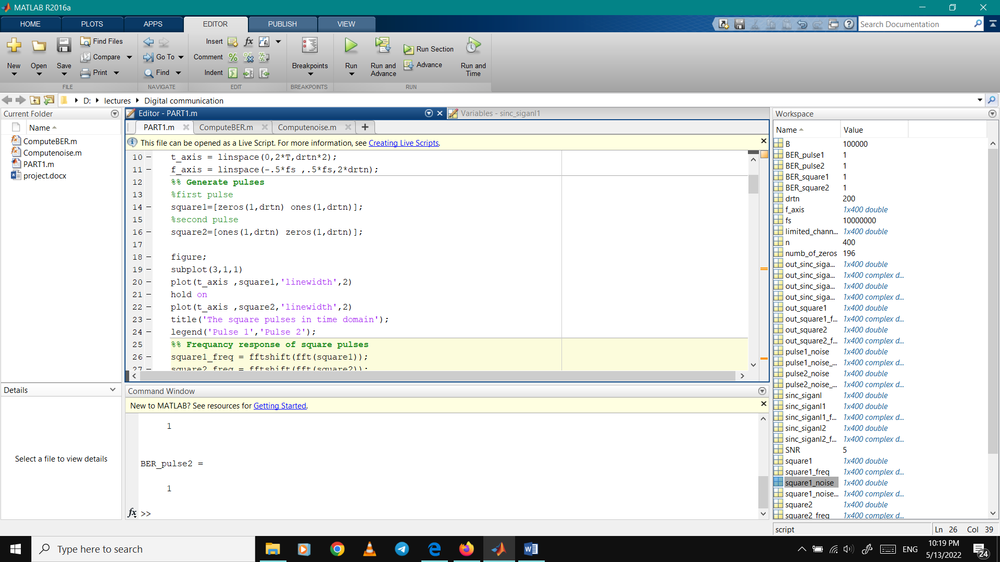 MATLAB R2016a
HOME PLOTS APPS EDITOR PUBLISH VIEW
Search Documentation
New
Open
Save
Find Files
Compare
Print
FILE
Go To
Find
NAVIGATE
Insert
Comment
Indent
EDIT
Breakpoints
BREAKPOINTS
Run
Run and Advance
Run Section
Advance
Run and Time
RUN
D: lectures Digital communication
Current Folder
Name
ComputeBER.m
Computenoise.m
PART1.m
project.docx
Details
Select a file to view details
Editor - PART1.m
Variables - sinc_siganl1
PART1.m ComputeBER.m Computenoise.m +
This file can be opened as a Live Script. For more information, see Creating Live Scripts.
10 – t_axis = linspace(0,2*T,drtn*2);
11 – f_axis = linspace(-.5*fs ,.5*fs,2*drtn);
12 %% Generate pulses
13 %first pulse
14 – square1=[zeros(1,drtn) ones(1,drtn)];
15 %second pulse
16 – square2=[ones(1,drtn) zeros(1,drtn)];
17
18 – figure;
19 – subplot(3,1,1)
20 – plot(t_axis ,square1,'linewidth',2)
21 – hold on
22 – plot(t_axis ,square2,'linewidth',2)
23 – title('The square pulses in time domain');
24 – legend('Pulse 1','Pulse 2');
25 %% Frequancy response of square pulses
26 – square1_freq = fftshift(fft(square1));
27 – square2_freq = fftshift(fft(square2));
Command Window
New to MATLAB? See resources for Getting Started.
1
BER_pulse2 =
1
fx >>
Workspace
Name Value
B 100000
BER_pulse1 1
BER_pulse2 1
BER_square1 1
BER_square2 1
drtn 200
f_axis 1x400 double
fs 10000000
limited_chann... 1x400 double
n 400
numb_of_zeros 196
out_sinc_siga... 1x400 double
out_sinc_siga... 1x400 complex d...
out_sinc_siga... 1x400 double
out_sinc_siga... 1x400 complex d...
out_square1 1x400 double
out_square1_f... 1x400 complex d...
out_square2 1x400 double
out_square2_f... 1x400 complex d...
pulse1_noise 1x400 double
pulse1_noise_... 1x400 complex d...
pulse2_noise 1x400 double
pulse2_noise_... 1x400 complex d...
sinc_siganl 1x400 double
sinc_siganl1 1x400 double
sinc_siganl1_f... 1x400 complex d...
sinc_siganl2 1x400 double
sinc_siganl2_f... 1x400 complex d...
SNR 5
square1 1x400 double
square1_freq 1x400 complex d...
square1_noise 1x400 double
square1_noise... 1x400 complex d...
square2 1x400 double
square2_freq 1x400 complex d...
script Ln 26 Col 39
Type here to search
ENG
10:19 PM
5/13/2022
24